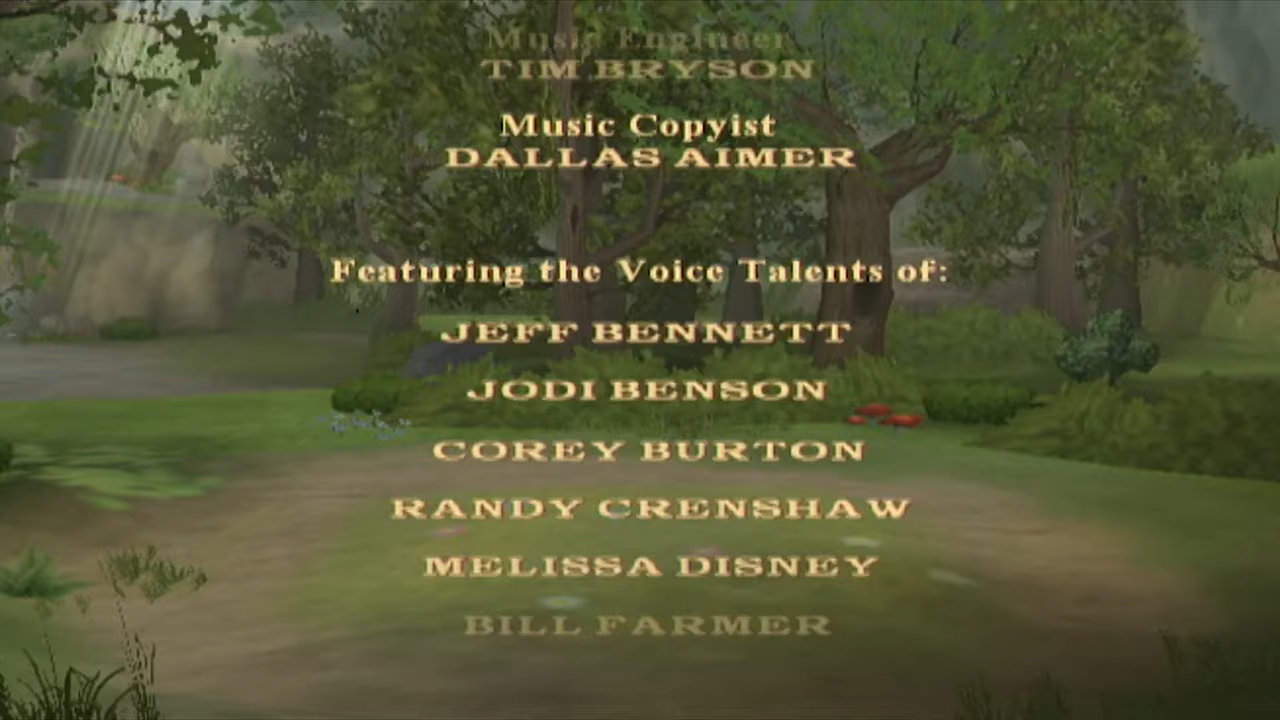 Music Engineer
TIM BRYSON
Music Copyist
DALLAS AIMER
Featuring the Voice Talents of:
JEFF BENNETT
JODI BENSON
COREY BURTON
RANDY CRENSHAW
MELISSA DISNEY
BILL FARMER